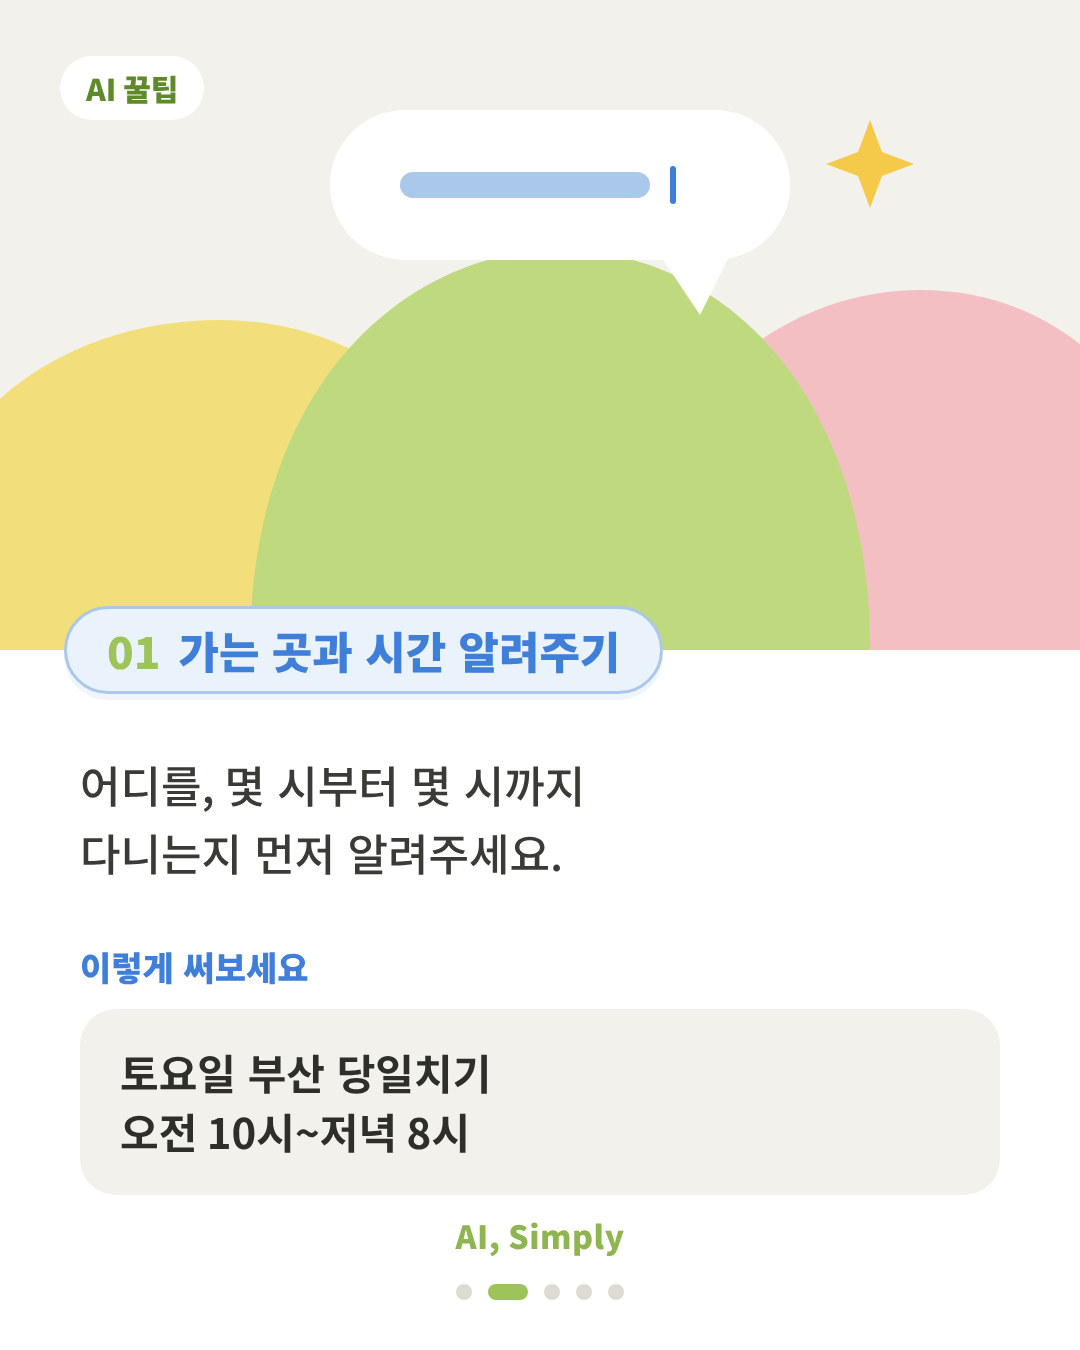 AI 꿀팁
01 가는 곳과 시간 알려주기
어디를, 몇 시부터 몇 시까지
다니는지 먼저 알려주세요.
이렇게 써보세요
토요일 부산 당일치기
오전 10시~저녁 8시
AI, Simply